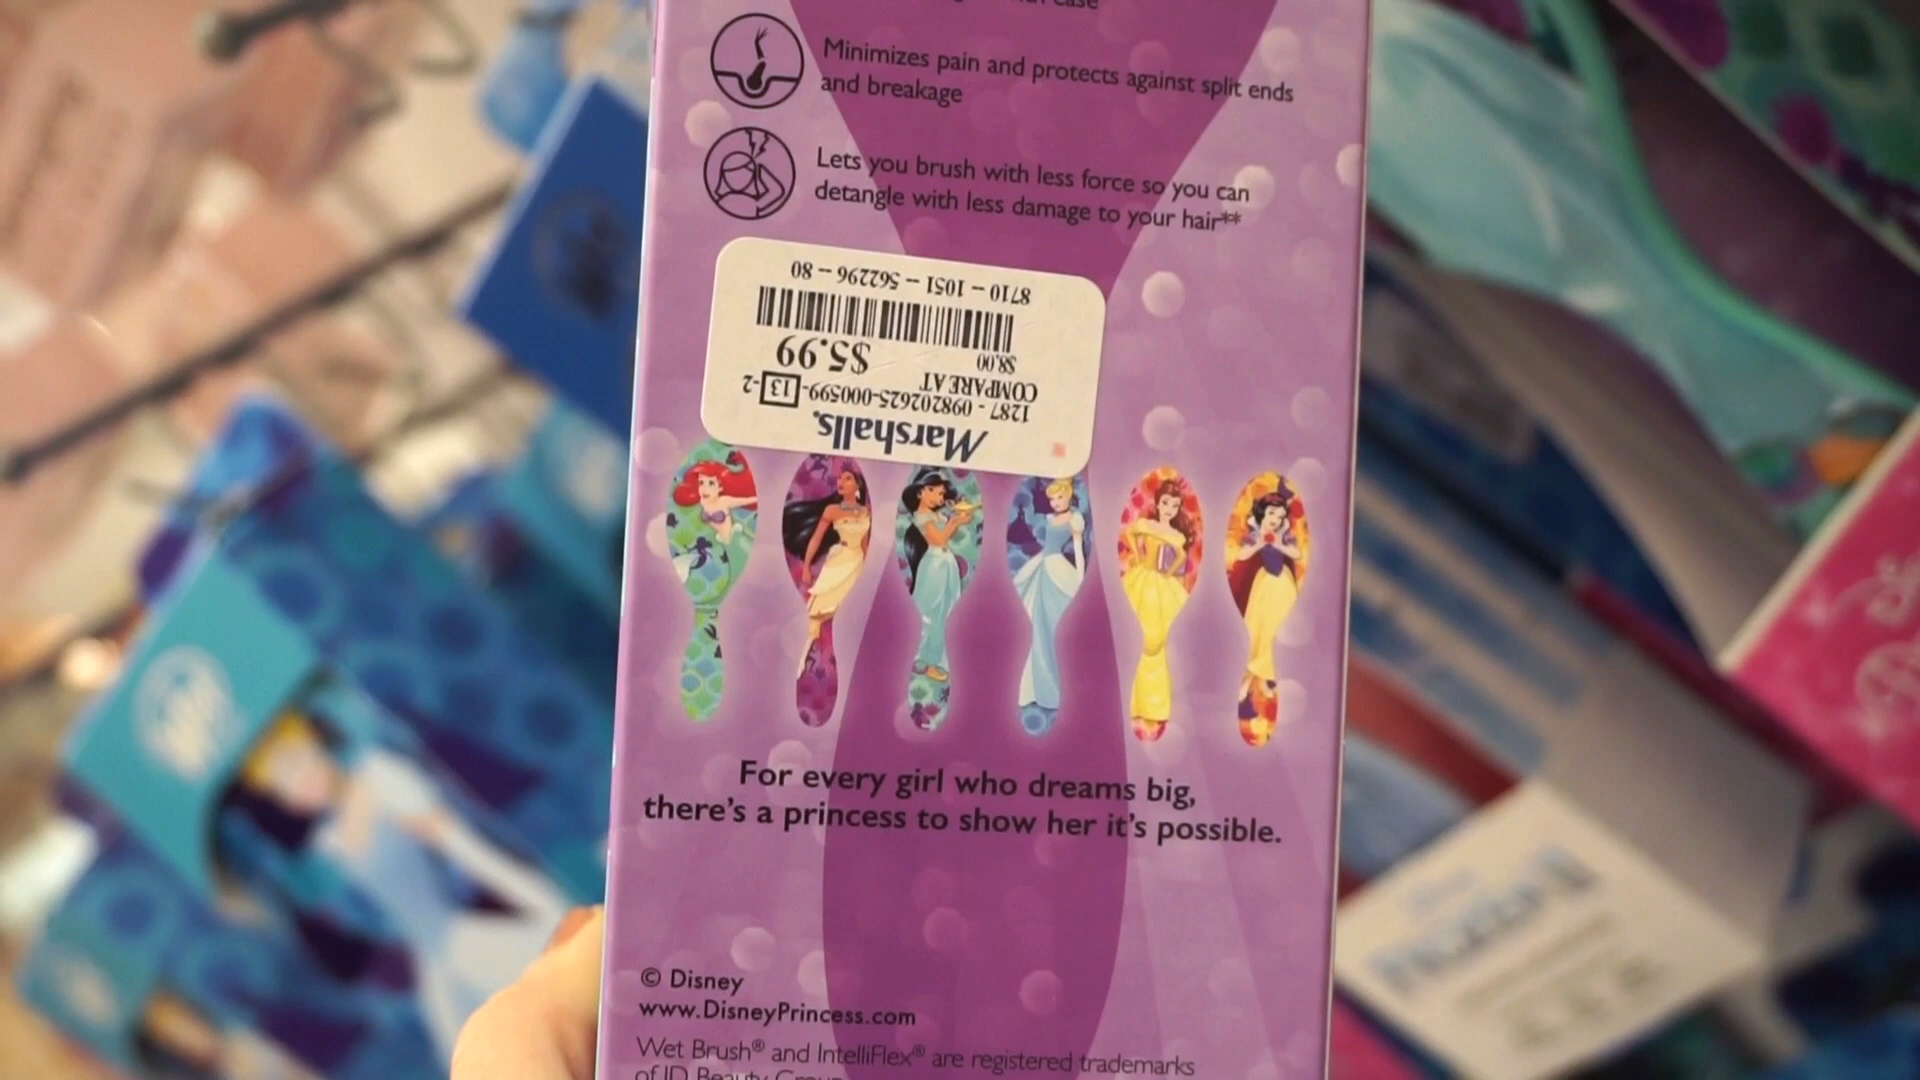 Minimizes pain and protects against split ends
and breakage
Lets you brush with less force so you can
detangle with less damage to your hair**
Marshalls.
1287 - 098202625-000599-13-2
COMPARE AT
$8.00
$5.99
8710 - 1051 - 562296 - 80
For every girl who dreams big,
there's a princess to show her it's possible.
© Disney
www.DisneyPrincess.com
Wet Brush® and IntelliFlex® are registered trademarks
of JD Beauty Group